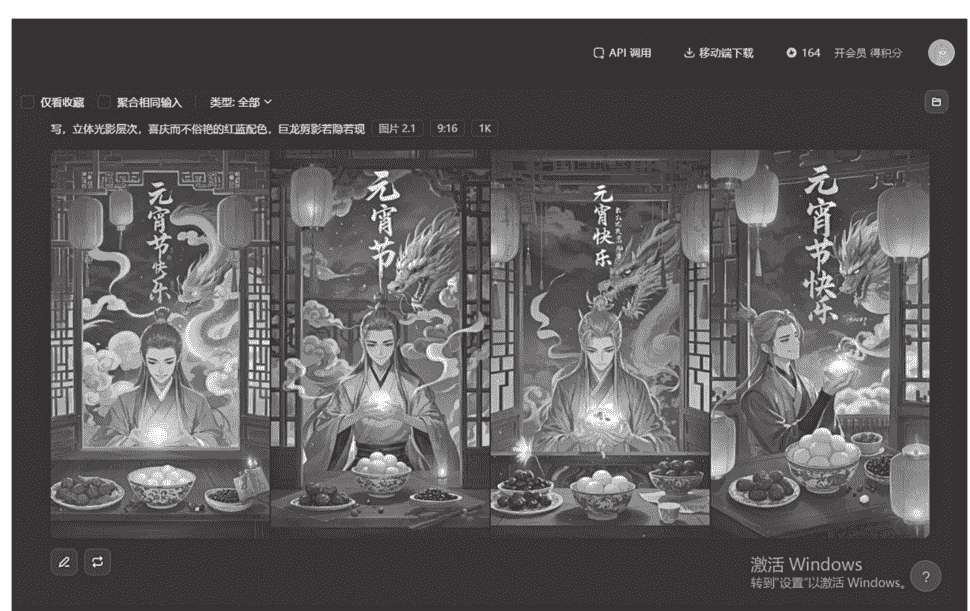 API 调用
移动端下载
164
开会员 得积分
仅看收藏
聚合相同输入
类型: 全部
写，立体光影层次，喜庆而不俗艳的红蓝配色，巨龙剪影若隐若现
图片 2.1
9:16
1K
元宵节快乐
元宵节
元宵快乐
元宵节快乐
激活 Windows
转到"设置"以激活 Windows。
?